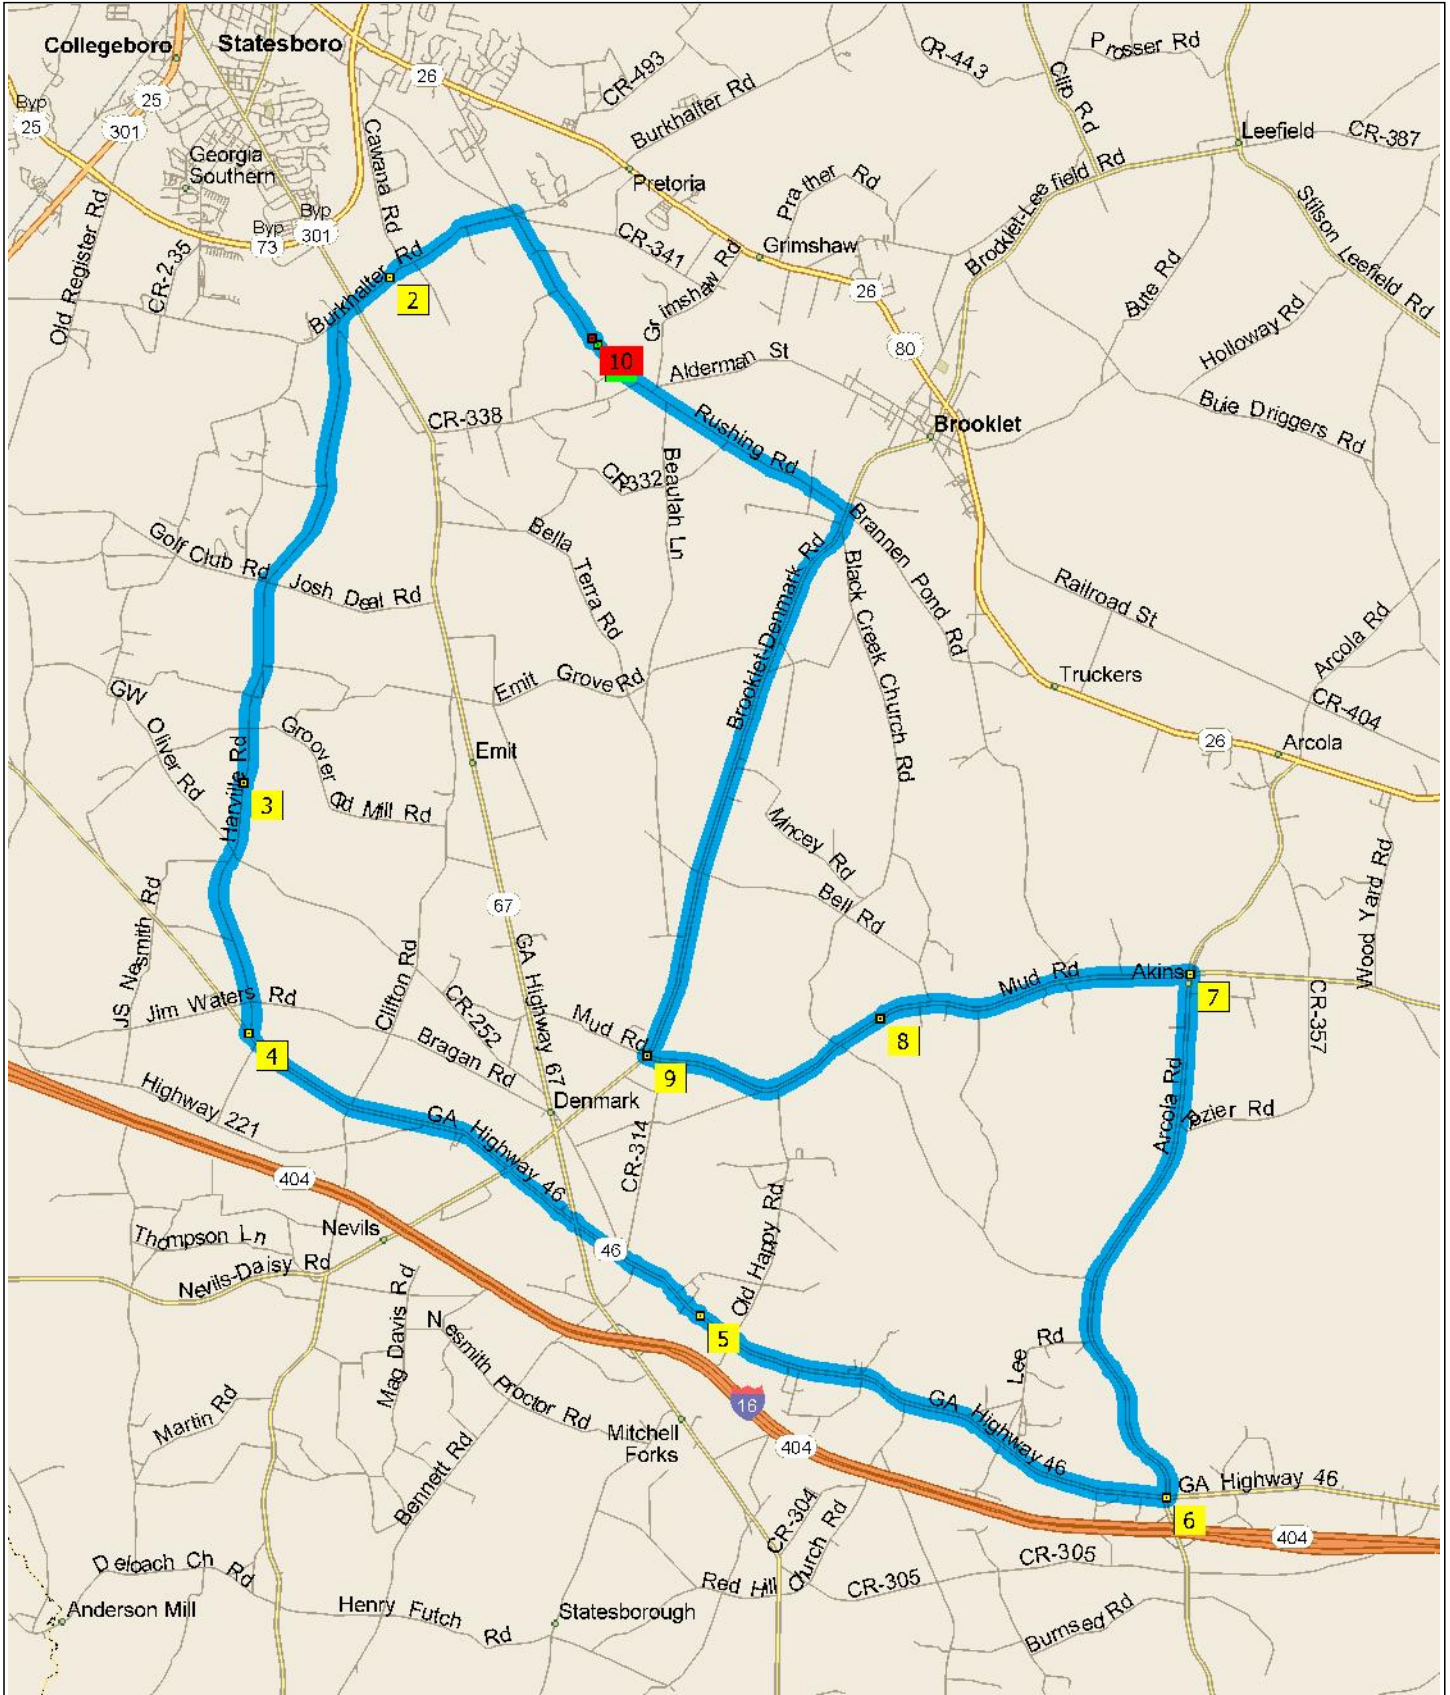 Collegeboro
Statesboro
26
CR-493
Burkhalter Rd
CR-443
Prosser Rd
Clip Rd
Leefield
CR-387
Byp
25
25
301
Georgia
Southern
Cawana Rd
Pretoria
Prather Rd
Brooklet-Leefield Rd
Stilson Leefield Rd
Old Register Rd
CR-235
Byp
73
Byp
301
Burkhalter Rd
2
CR-341
Grimshaw Rd
Grimshaw
26
Bute Rd
Holloway Rd
80
10
Alderman St
CR-338
Rushing Rd
Brooklet
Buie Driggers Rd
CR332
Beaulah Ln
Golf Club Rd
Josh Deal Rd
Bella Terra Rd
Brooklet-Denmark Rd
Brannen Pond Rd
Black Creek Church Rd
Railroad St
Arcola Rd
Truckers
CR-404
GW Oliver Rd
Emit Grove Rd
Groover Old Mill Rd
Emit
26
Arcola
Harville Rd
3
Mincey Rd
Bell Rd
JS Nesmith Rd
67
Wood Yard Rd
Jim Waters Rd
Clifton Rd
CR-252
GA Highway 67
Mud Rd
Mud Rd
Akins
7
CR-357
4
Bragan Rd
9
8
Highway 221
GA Highway 46
Denmark
CR-314
Arcola Rd
Lazier Rd
404
Thompson Ln
Nevils
46
Old Happy Rd
Nevils-Daisy Rd
Mag Davis Rd
Nesmith Proctor Rd
5
Lee Rd
Martin Rd
16
GA Highway 46
Bennett Rd
Mitchell
Forks
404
GA Highway 46
6
404
CR-304
Deloach Ch Rd
Red Hill Church Rd
CR-305
CR-305
Anderson Mill
Henry Futch Rd
Statesborough
Burnsed Rd